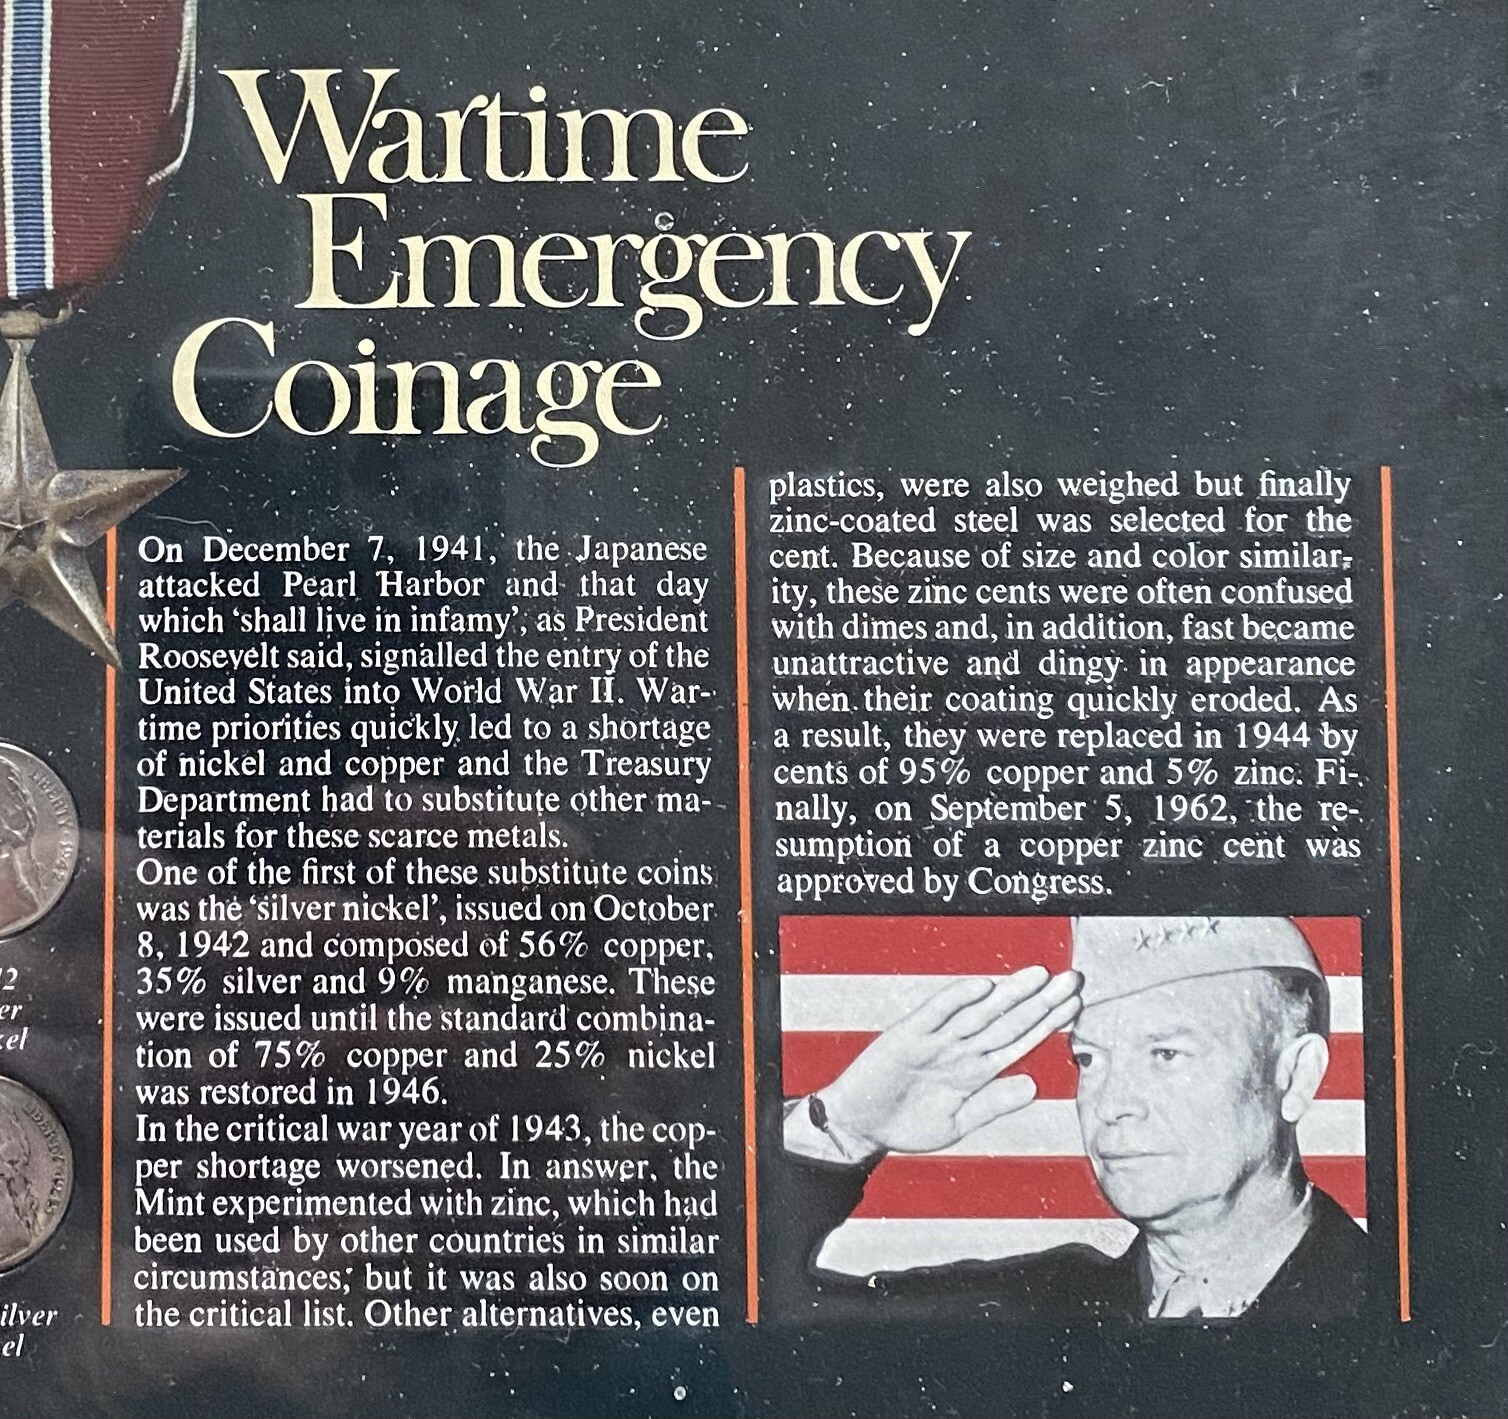 Wartime
Emergency
Coinage
On December 7, 1941, the Japanese
attacked Pearl Harbor and that day
which ‘shall live in infamy’, as President
Roosevelt said, signalled the entry of the
United States into World War II. War-
time priorities quickly led to a shortage
of nickel and copper and the Treasury
Department had to substitute other ma-
terials for these scarce metals.
One of the first of these substitute coins
was the ‘silver nickel’, issued on October
8, 1942 and composed of 56% copper,
35% silver and 9% manganese. These
were issued until the standard combina-
tion of 75% copper and 25% nickel
was restored in 1946.
In the critical war year of 1943, the cop-
per shortage worsened. In answer, the
Mint experimented with zinc, which had
been used by other countries in similar
circumstances; but it was also soon on
the critical list. Other alternatives, even
plastics, were also weighed but finally
zinc-coated steel was selected for the
cent. Because of size and color similar-
ity, these zinc cents were often confused
with dimes and, in addition, fast became
unattractive and dingy in appearance
when their coating quickly eroded. As
a result, they were replaced in 1944 by
cents of 95% copper and 5% zinc. Fi-
nally, on September 5, 1962, the re-
sumption of a copper zinc cent was
approved by Congress.
LIBERTY
2
er
kel
LIBERTY
ilver
el